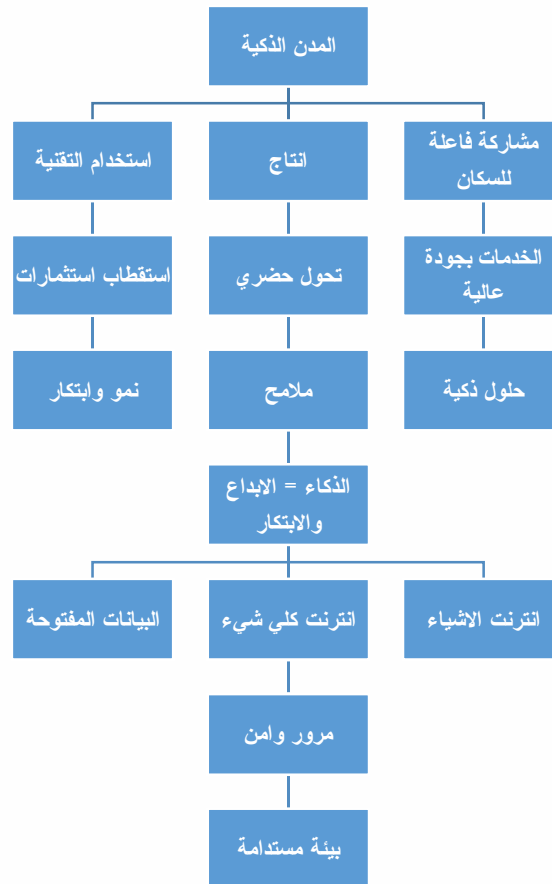 المدن الذكية
مشاركة فاعلة
للسكان
انتاج
استخدام التقنية
الخدمات بجودة
عالية
تحول حضري
استقطاب استثمارات
حلول ذكية
ملامح
نمو وابتكار
الذكاء = الابداع
والابتكار
انترنت الاشياء
انترنت كلي شيء
البيانات المفتوحة
مرور وامن
بيئة مستدامة